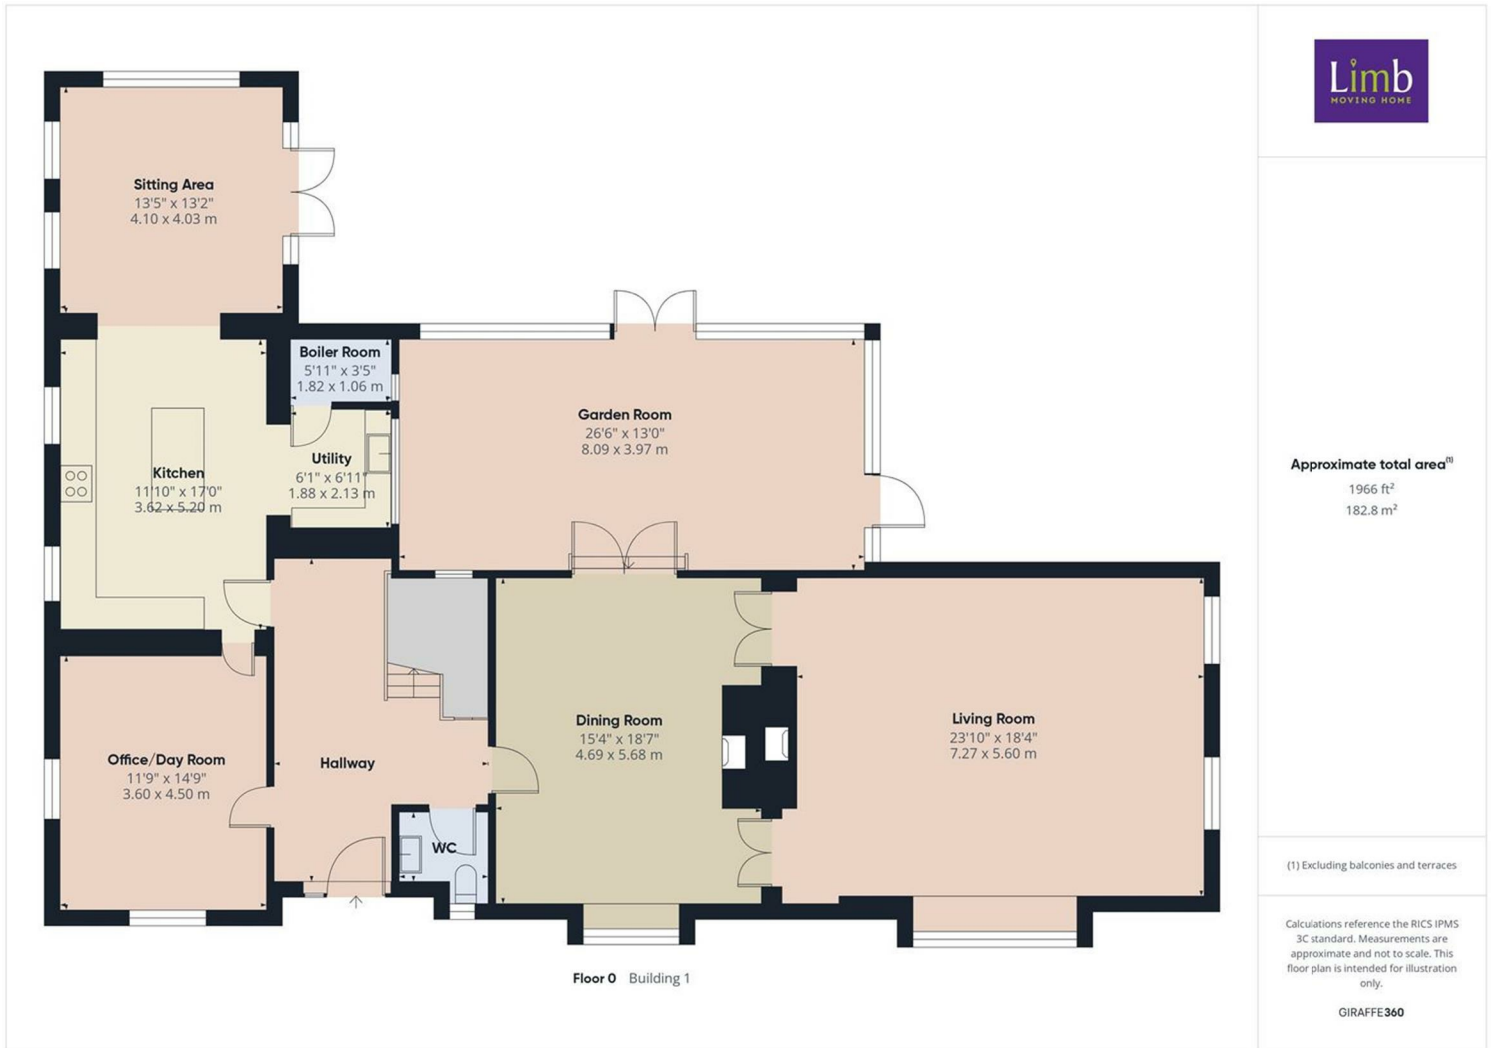 Limb
MOVING HOME
Sitting Area
13'5" x 13'2"
4.10 x 4.03 m
Boiler Room
5'11" x 3'5"
1.82 x 1.06 m
Garden Room
26'6" x 13'0"
8.09 x 3.97 m
Utility
6'1" x 6'11"
1.88 x 2.13 m
Kitchen
11'10" x 17'0"
3.62 x 5.20 m
Dining Room
15'4" x 18'7"
4.69 x 5.68 m
Living Room
23'10" x 18'4"
7.27 x 5.60 m
Office/Day Room
11'9" x 14'9"
3.60 x 4.50 m
Hallway
WC
Floor 0 Building 1
Approximate total area(1)
1966 ft²
182.8 m²
(1) Excluding balconies and terraces
Calculations reference the RICS IPMS
3C standard. Measurements are
approximate and not to scale. This
floor plan is intended for illustration
only.
GIRAFFE360